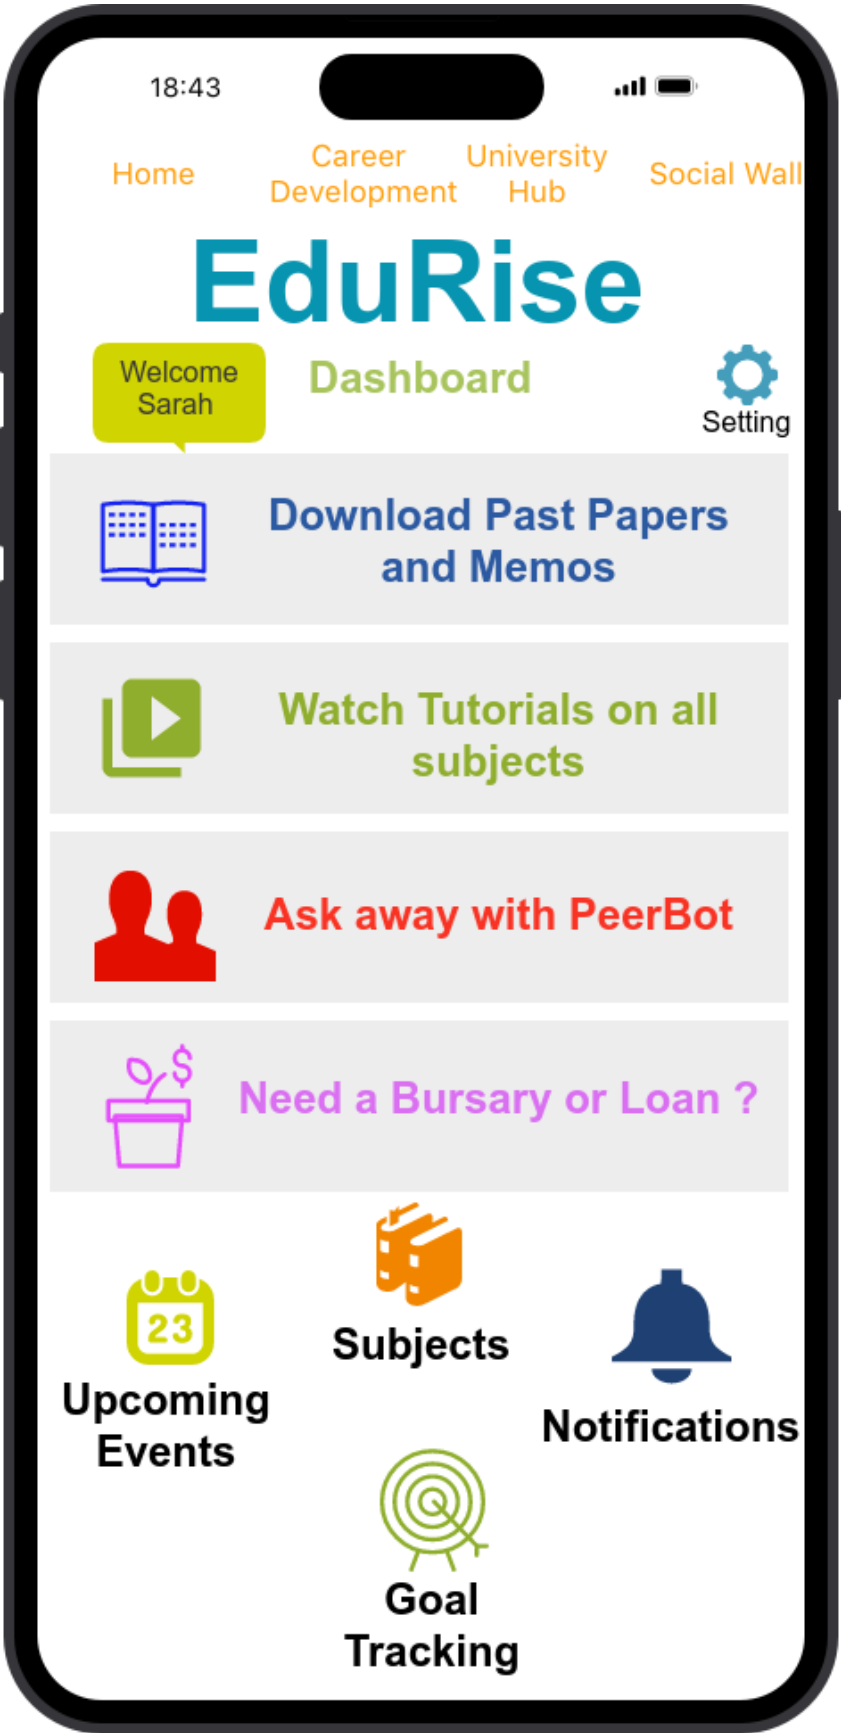 18:43
Home
Career
Development
University
Hub
Social Wall
EduRise
Welcome
Sarah
Dashboard
Setting
Download Past Papers
and Memos
Watch Tutorials on all
subjects
Ask away with PeerBot
$
Need a Bursary or Loan ?
23
Upcoming
Events
Subjects
Notifications
Goal
Tracking